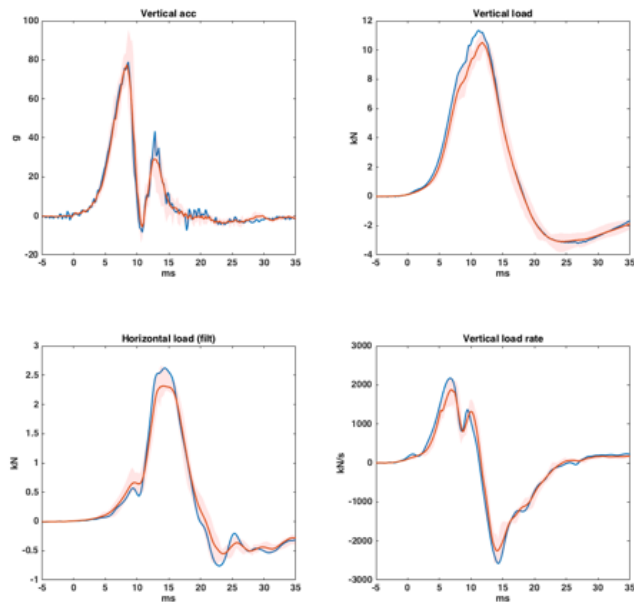 Vertical acc
g
100
80
60
40
20
0
-20
-5 0 5 10 15 20 25 30 35
ms
Vertical load
kN
12
10
8
6
4
2
0
-2
-4
-5 0 5 10 15 20 25 30 35
ms
Horizontal load (filt)
kN
3
2.5
2
1.5
1
0.5
0
-0.5
-1
-5 0 5 10 15 20 25 30 35
ms
Vertical load rate
kN/s
3000
2000
1000
0
-1000
-2000
-3000
-5 0 5 10 15 20 25 30 35
ms